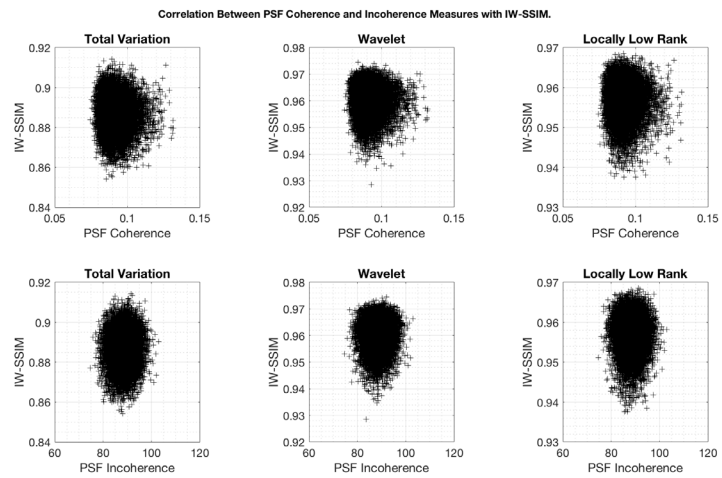 Correlation Between PSF Coherence and Incoherence Measures with IW-SSIM.
Total Variation
0.92
0.9
0.88
0.86
0.84
IW-SSIM
0.05 0.1 0.15
PSF Coherence
Wavelet
0.98
0.97
0.96
0.95
0.94
0.93
0.92
IW-SSIM
0.05 0.1 0.15
PSF Coherence
Locally Low Rank
0.97
0.96
0.95
0.94
0.93
IW-SSIM
0.05 0.1 0.15
PSF Coherence
Total Variation
0.92
0.9
0.88
0.86
0.84
IW-SSIM
60 80 100 120
PSF Incoherence
Wavelet
0.98
0.97
0.96
0.95
0.94
0.93
0.92
IW-SSIM
60 80 100 120
PSF Incoherence
Locally Low Rank
0.97
0.96
0.95
0.94
0.93
IW-SSIM
60 80 100 120
PSF Incoherence